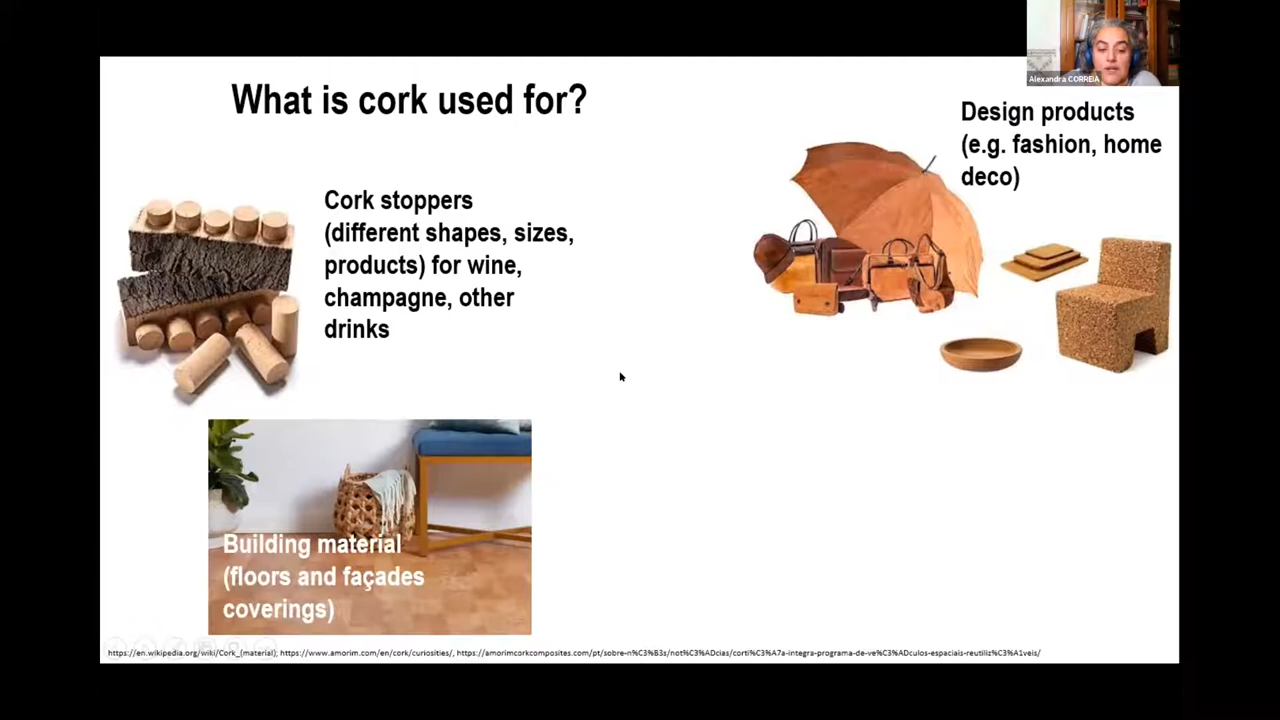 Alexandra CORREIA
What is cork used for?
Design products
(e.g. fashion, home
deco)
Cork stoppers
(different shapes, sizes,
products) for wine,
champagne, other
drinks
Building material
(floors and façades
coverings)
https://en.wikipedia.org/wiki/Cork_(material); https://www.amorim.com/en/cork/curiosities/, https://amorimcorkcomposites.com/pt/sobre-n%C3%B3s/not%C3%ADcias/corti%C3%A7a-integra-programa-de-ve%C3%ADculos-espaciais-reutiliz%C3%A1veis/